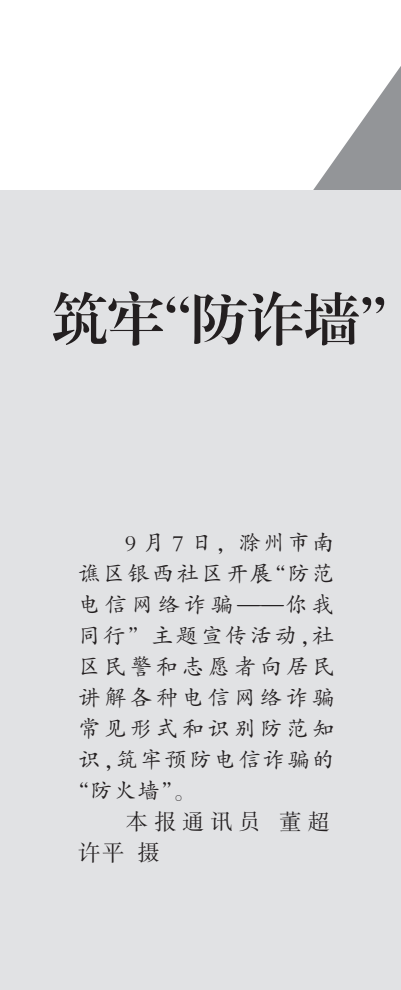 筑牢“防诈墙”
9月7日，滁州市南
谯区银西社区开展“防范
电信网络诈骗——你我
同行”主题宣传活动，社
区民警和志愿者向居民
讲解各种电信网络诈骗
常见形式和识别防范知
识，筑牢预防电信诈骗的
“防火墙”。
本报通讯员 董超
许平 摄